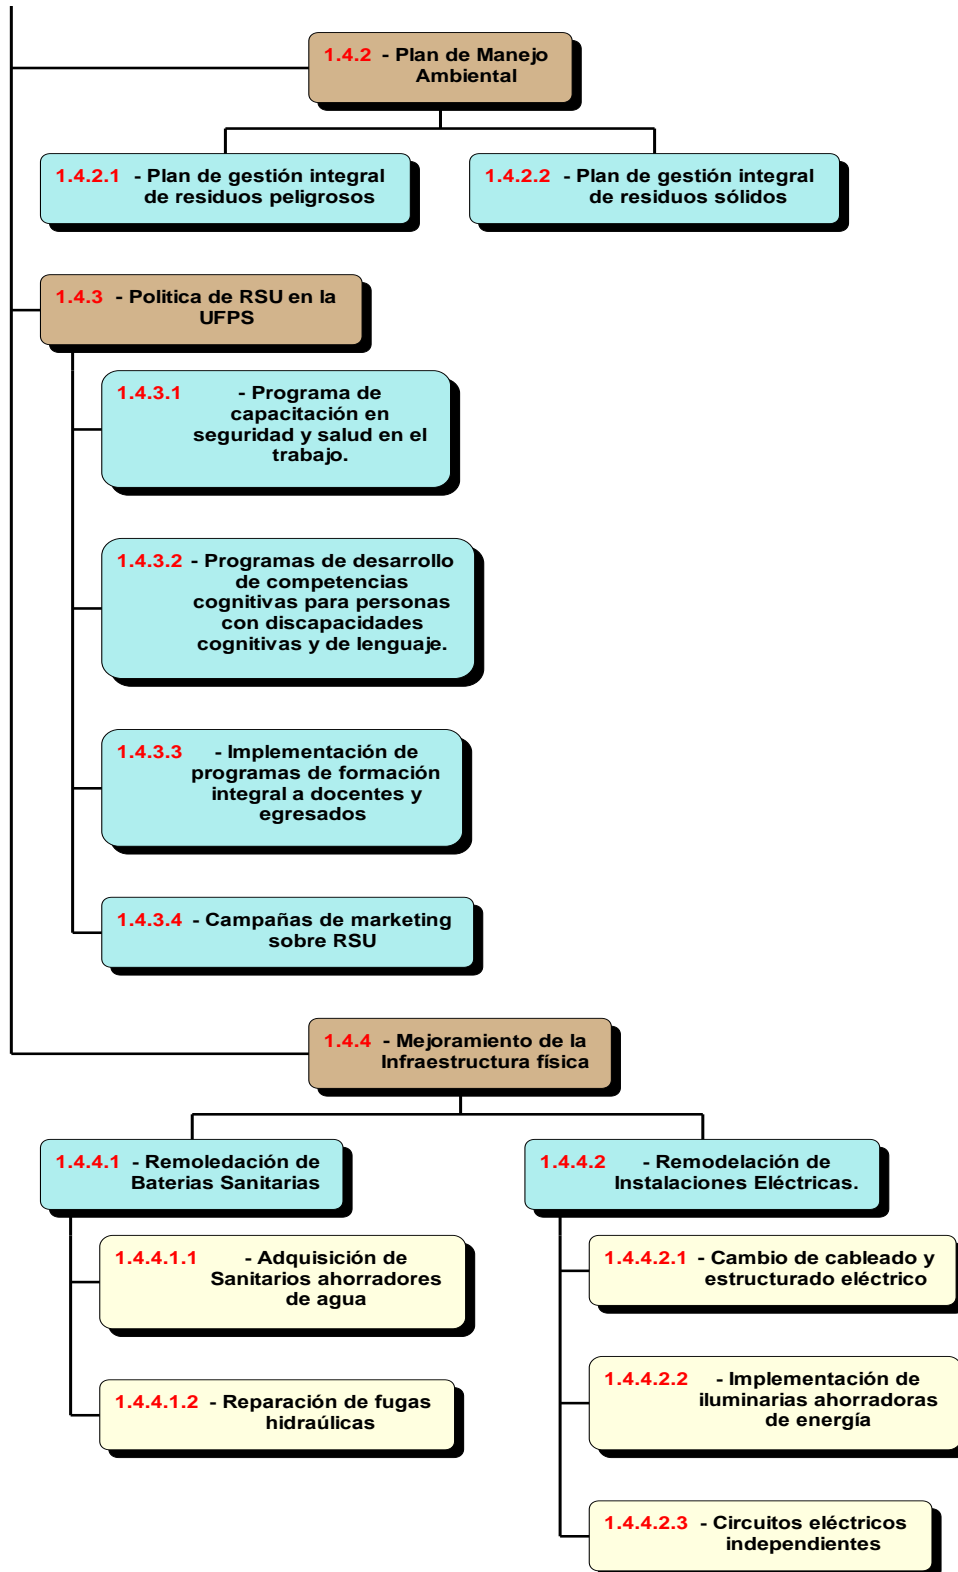 1.4.2 - Plan de Manejo
Ambiental
1.4.2.1 - Plan de gestión integral
de residuos peligrosos
1.4.2.2 - Plan de gestión integral
de residuos sólidos
1.4.3 - Politica de RSU en la
UFPS
1.4.3.1 - Programa de
capacitación en
seguridad y salud en el
trabajo.
1.4.3.2 - Programas de desarrollo
de competencias
cognitivas para personas
con discapacidades
cognitivas y de lenguaje.
1.4.3.3 - Implementación de
programas de formación
integral a docentes y
egresados
1.4.3.4 - Campañas de marketing
sobre RSU
1.4.4 - Mejoramiento de la
Infraestructura física
1.4.4.1 - Remoledación de
Baterias Sanitarias
1.4.4.1.1 - Adquisición de
Sanitarios ahorradores
de agua
1.4.4.1.2 - Reparación de fugas
hidraúlicas
1.4.4.2 - Remodelación de
Instalaciones Eléctricas.
1.4.4.2.1 - Cambio de cableado y
estructurado eléctrico
1.4.4.2.2 - Implementación de
iluminarias ahorradoras
de energía
1.4.4.2.3 - Circuitos eléctricos
independientes